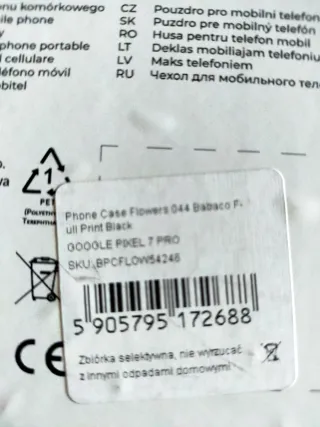 onu komórkowego CZ Pouzdro pro mobilní telefon
ile phone SK Puzdro pre mobilný telefón
y RO Husa pentru telefon mobil
phone portable LT Deklas mobiliajam telefonu
l cellulare LV Maks telefoniem
léfono móvil RU Чехол для мобильного тел
obitel
PET
Phone Case Flowers 044 Babaco F-
ull Print Black
GOOGLE PIXEL 7 PRO
SKU: BPCFLOW54246
5 905795 172688
Zbiórka selektywna, nie wyrzucać
z innymi odpadami domowymi
CE